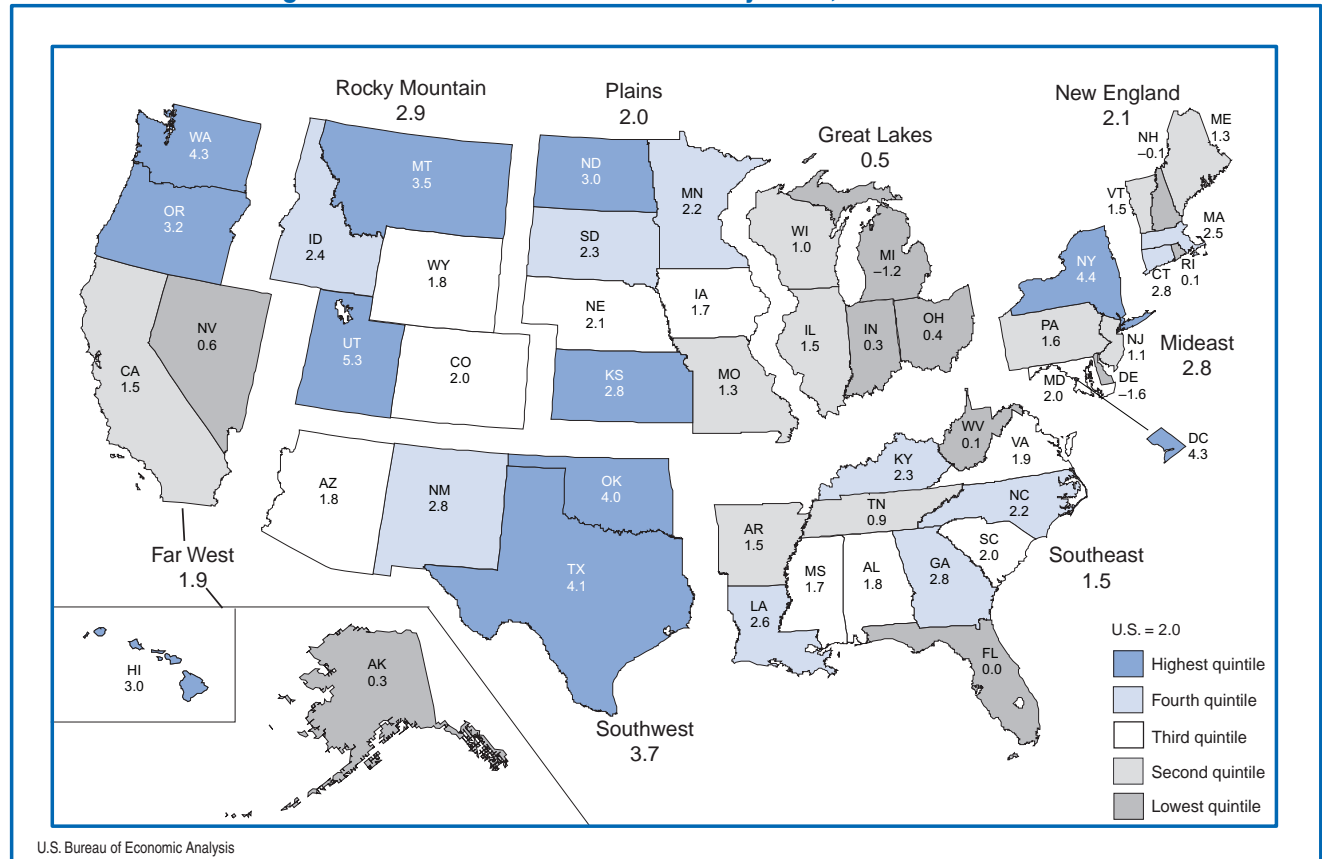 Rocky Mountain
2.9
Plains
2.0
Great Lakes
0.5
New England
2.1
ME
1.3
NH
–0.1
VT
1.5
MA
2.5
RI
0.1
CT
2.8
WA
4.3
OR
3.2
MT
3.5
ID
2.4
WY
1.8
ND
3.0
MN
2.2
SD
2.3
WI
1.0
MI
–1.2
NY
4.4
NE
2.1
IA
1.7
NV
0.6
CA
1.5
UT
5.3
CO
2.0
KS
2.8
MO
1.3
IL
1.5
IN
0.3
OH
0.4
PA
1.6
NJ
1.1
Mideast
2.8
MD
2.0
DE
–1.6
DC
4.3
WV
0.1
VA
1.9
KY
2.3
AZ
1.8
NM
2.8
OK
4.0
TX
4.1
AR
1.5
TN
0.9
NC
2.2
SC
2.0
MS
1.7
AL
1.8
GA
2.8
LA
2.6
FL
0.0
Southeast
1.5
Far West
1.9
HI
3.0
AK
0.3
Southwest
3.7
U.S. = 2.0
Highest quintile
Fourth quintile
Third quintile
Second quintile
Lowest quintile
U.S. Bureau of Economic Analysis